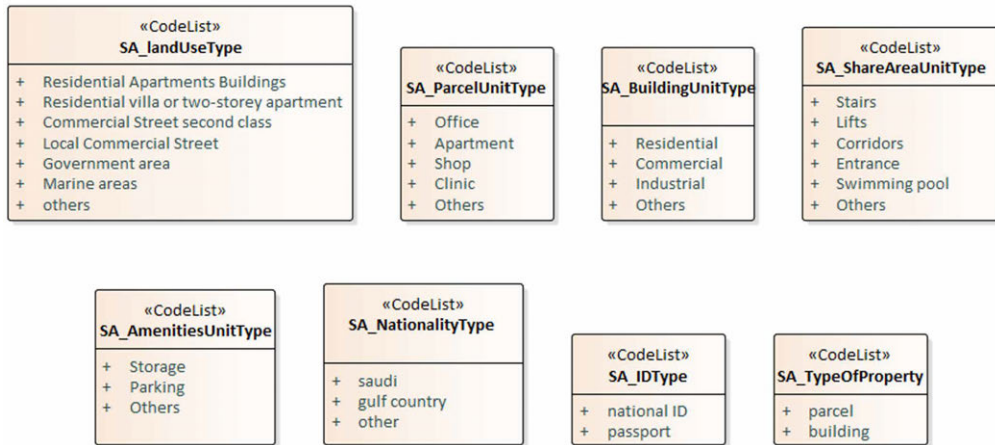 «CodeList»
SA_landUseType
+ Residential Apartments Buildings
+ Residential villa or two-storey apartment
+ Commercial Street second class
+ Local Commercial Street
+ Government area
+ Marine areas
+ others
«CodeList»
SA_ParcelUnitType
+ Office
+ Apartment
+ Shop
+ Clinic
+ Others
«CodeList»
SA_BuildingUnitType
+ Residential
+ Commercial
+ Industrial
+ Others
«CodeList»
SA_ShareAreaUnitType
+ Stairs
+ Lifts
+ Corridors
+ Entrance
+ Swimming pool
+ Others
«CodeList»
SA_AmenitiesUnitType
+ Storage
+ Parking
+ Others
«CodeList»
SA_NationalityType
+ saudi
+ gulf country
+ other
«CodeList»
SA_IDType
+ national ID
+ passport
«CodeList»
SA_TypeOfProperty
+ parcel
+ building